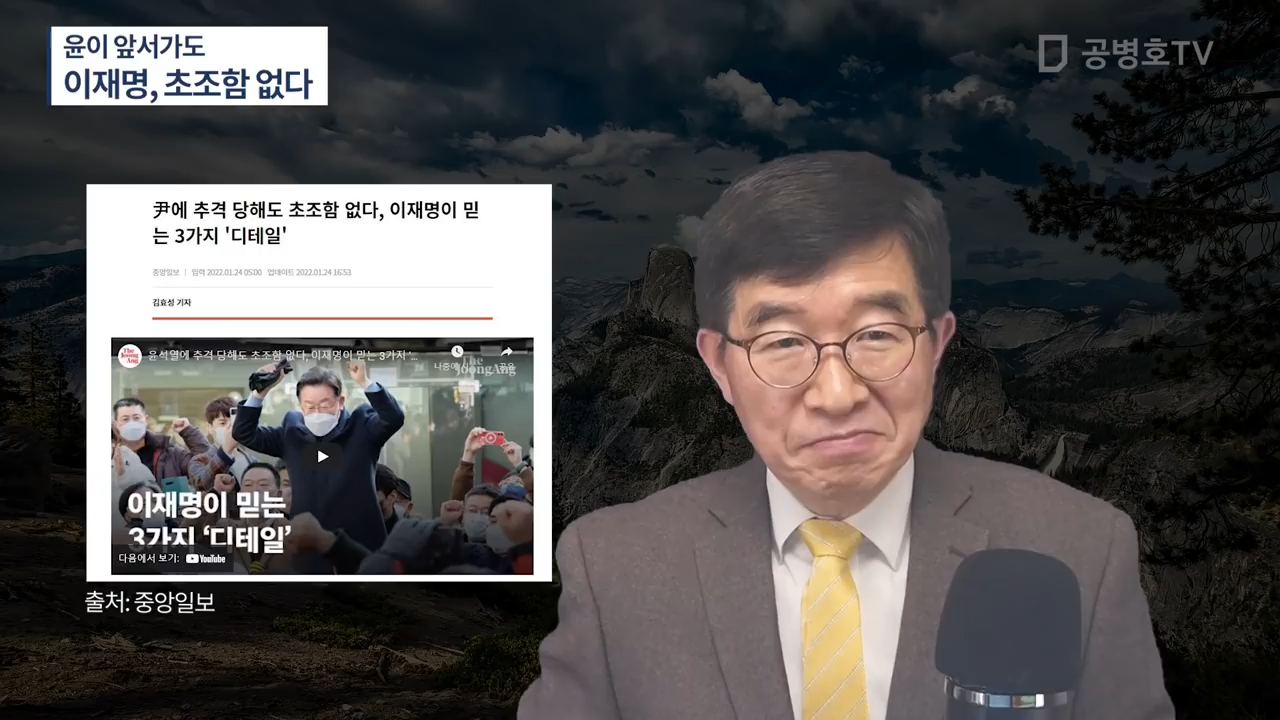 윤이 앞서가도
이재명, 초조함 없다
공병호TV
尹에 추격 당해도 초조함 없다, 이재명이 믿
는 3가지 '디테일'
중앙일보 | 입력 2022.01.24 05:00 업데이트 2022.01.24 16:53
김효성 기자
The JoongAng
윤석열에 추격 당해도 초조함 없다, 이재명이 믿는 3가지 '...
The JoongAng
이재명이 믿는
3가지 ‘디테일’
다음에서 보기: YouTube
출처: 중앙일보